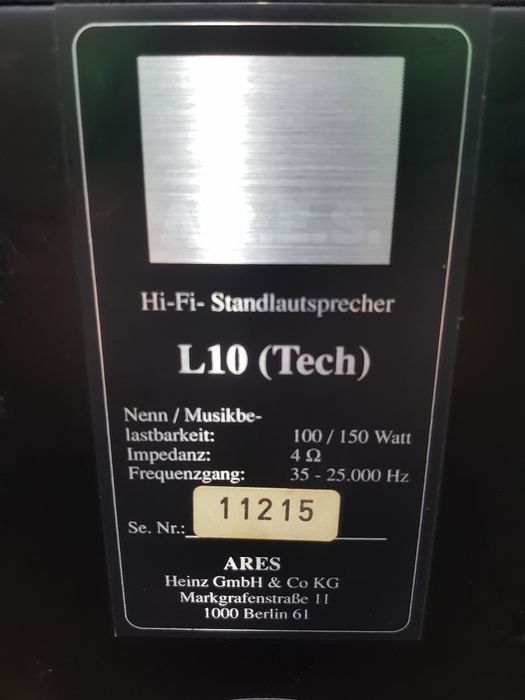 Hi-Fi- Standlautsprecher
L10 (Tech)
Nenn / Musikbe-
lastbarkeit: 100 / 150 Watt
Impedanz: 4 Ω
Frequenzgang: 35 - 25.000 Hz
Se. Nr.: 11215
ARES
Heinz GmbH & Co KG
Markgrafenstraße 11
1000 Berlin 61